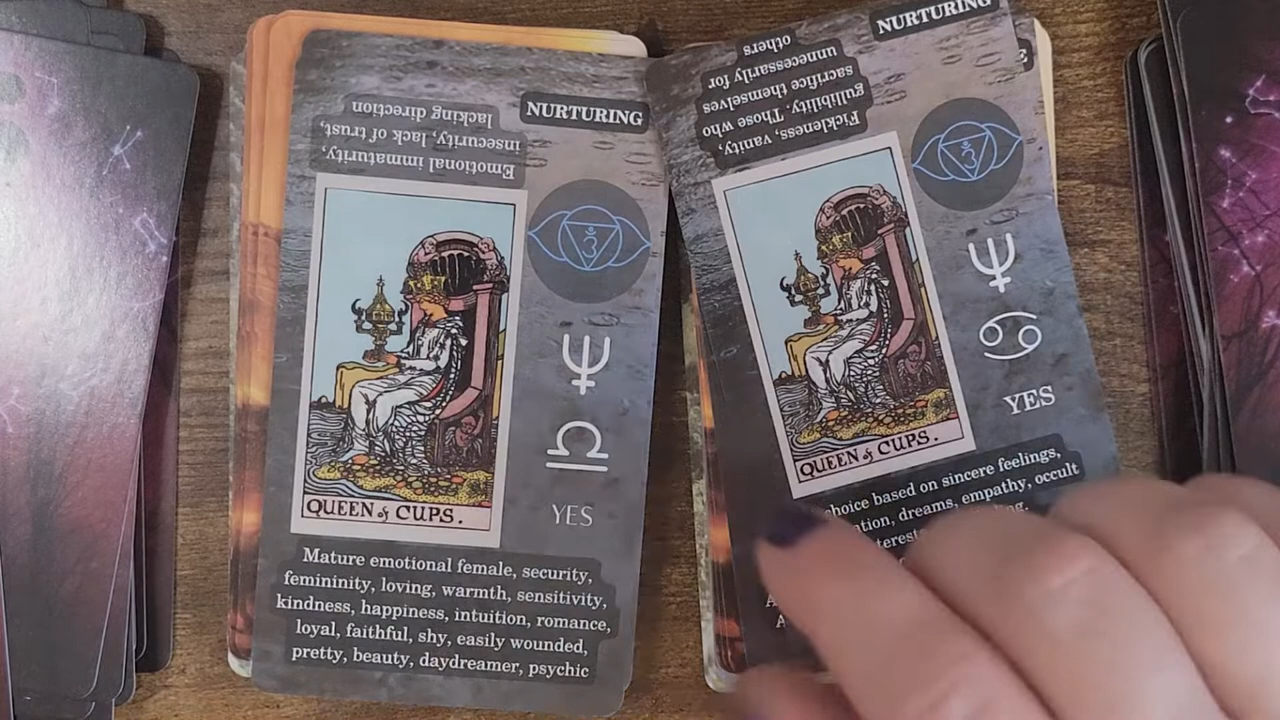 NURTURING
Emotional immaturity,
insecurity, lack of trust,
lacking direction
QUEEN of CUPS.
YES
Mature emotional female, security,
femininity, loving, warmth, sensitivity,
kindness, happiness, intuition, romance,
loyal, faithful, shy, easily wounded,
pretty, beauty, daydreamer, psychic
NURTURING
Fickleness, vanity,
gullibility. Those who
sacrifice themselves
unnecessarily for
others
QUEEN of CUPS.
YES
choice based on sincere feelings,
dreams, empathy, occult